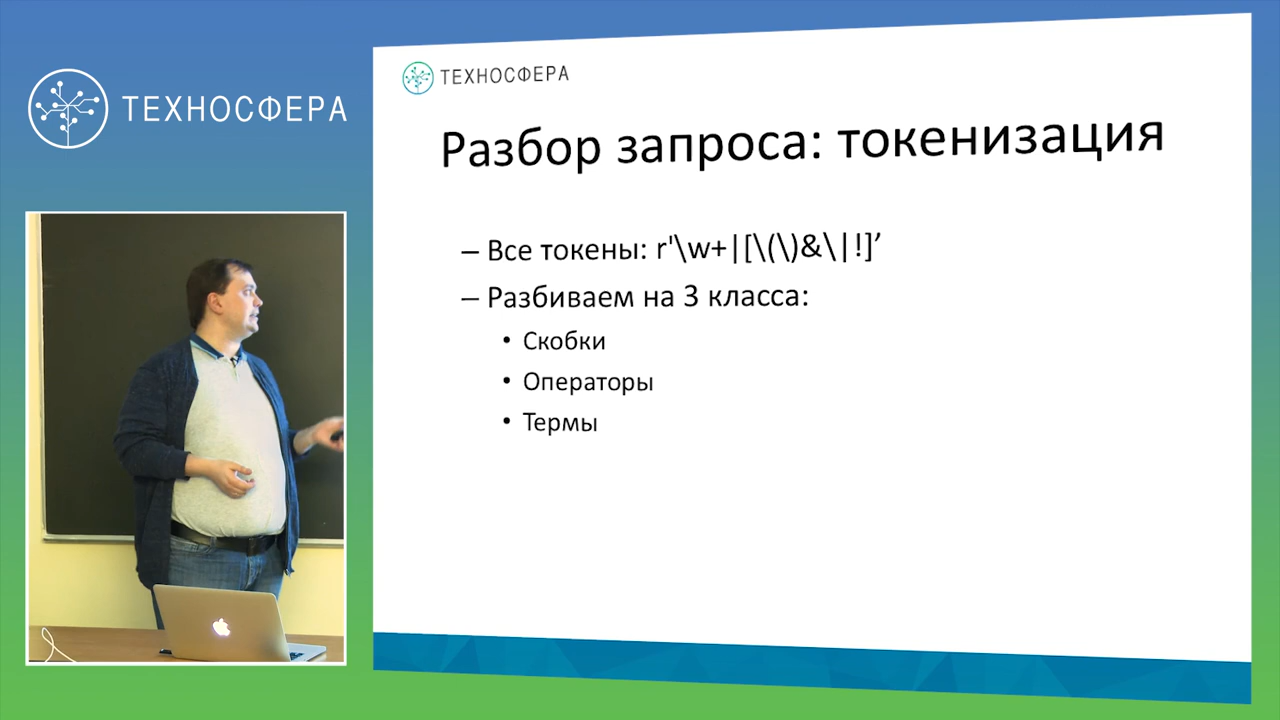 ТЕХНОСФЕРА
ТЕХНОСФЕРА
Разбор запроса: токенизация
– Все токены: r'\w+|[\(\)&\|!]’
– Разбиваем на 3 класса:
• Скобки
• Операторы
• Термы